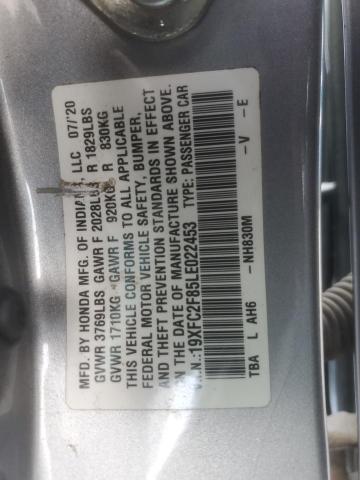 MFD. BY HONDA MFG. OF INDIANA LLC 07/'20
GVWR 3769LBS GAWR F 2028LBS R 1829LBS
GVWR 1710KG GAWR F 920KG R 830KG
THIS VEHICLE CONFORMS TO ALL APPLICABLE
FEDERAL MOTOR VEHICLE SAFETY, BUMPER,
AND THEFT PREVENTION STANDARDS IN EFFECT
ON THE DATE OF MANUFACTURE SHOWN ABOVE.
V.I.N.:19XFC2F85LE022453 TYPE: PASSENGER CAR
TBA L AH6 -NH830M -V -E